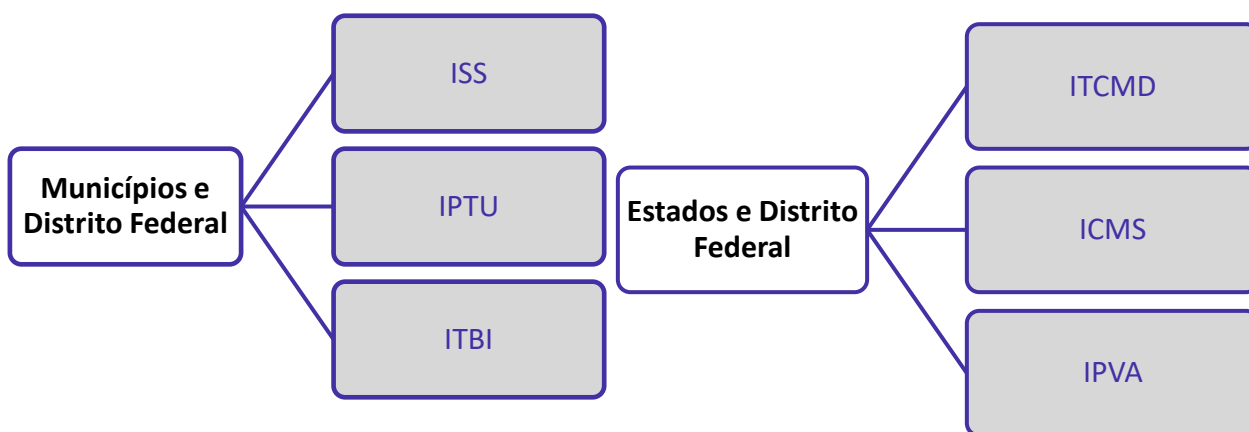 Municípios e
Distrito Federal
ISS
IPTU
ITBI
Estados e Distrito
Federal
ITCMD
ICMS
IPVA